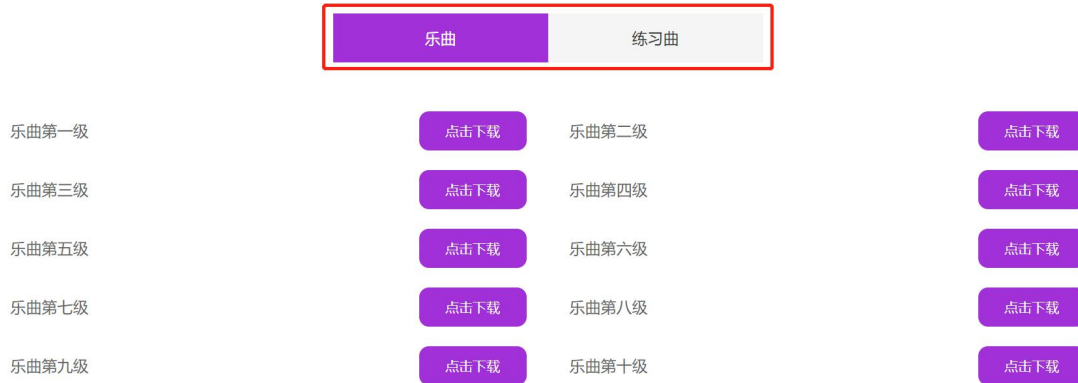 乐曲 练习曲
乐曲第一级 点击下载 乐曲第二级 点击下载
乐曲第三级 点击下载 乐曲第四级 点击下载
乐曲第五级 点击下载 乐曲第六级 点击下载
乐曲第七级 点击下载 乐曲第八级 点击下载
乐曲第九级 点击下载 乐曲第十级 点击下载